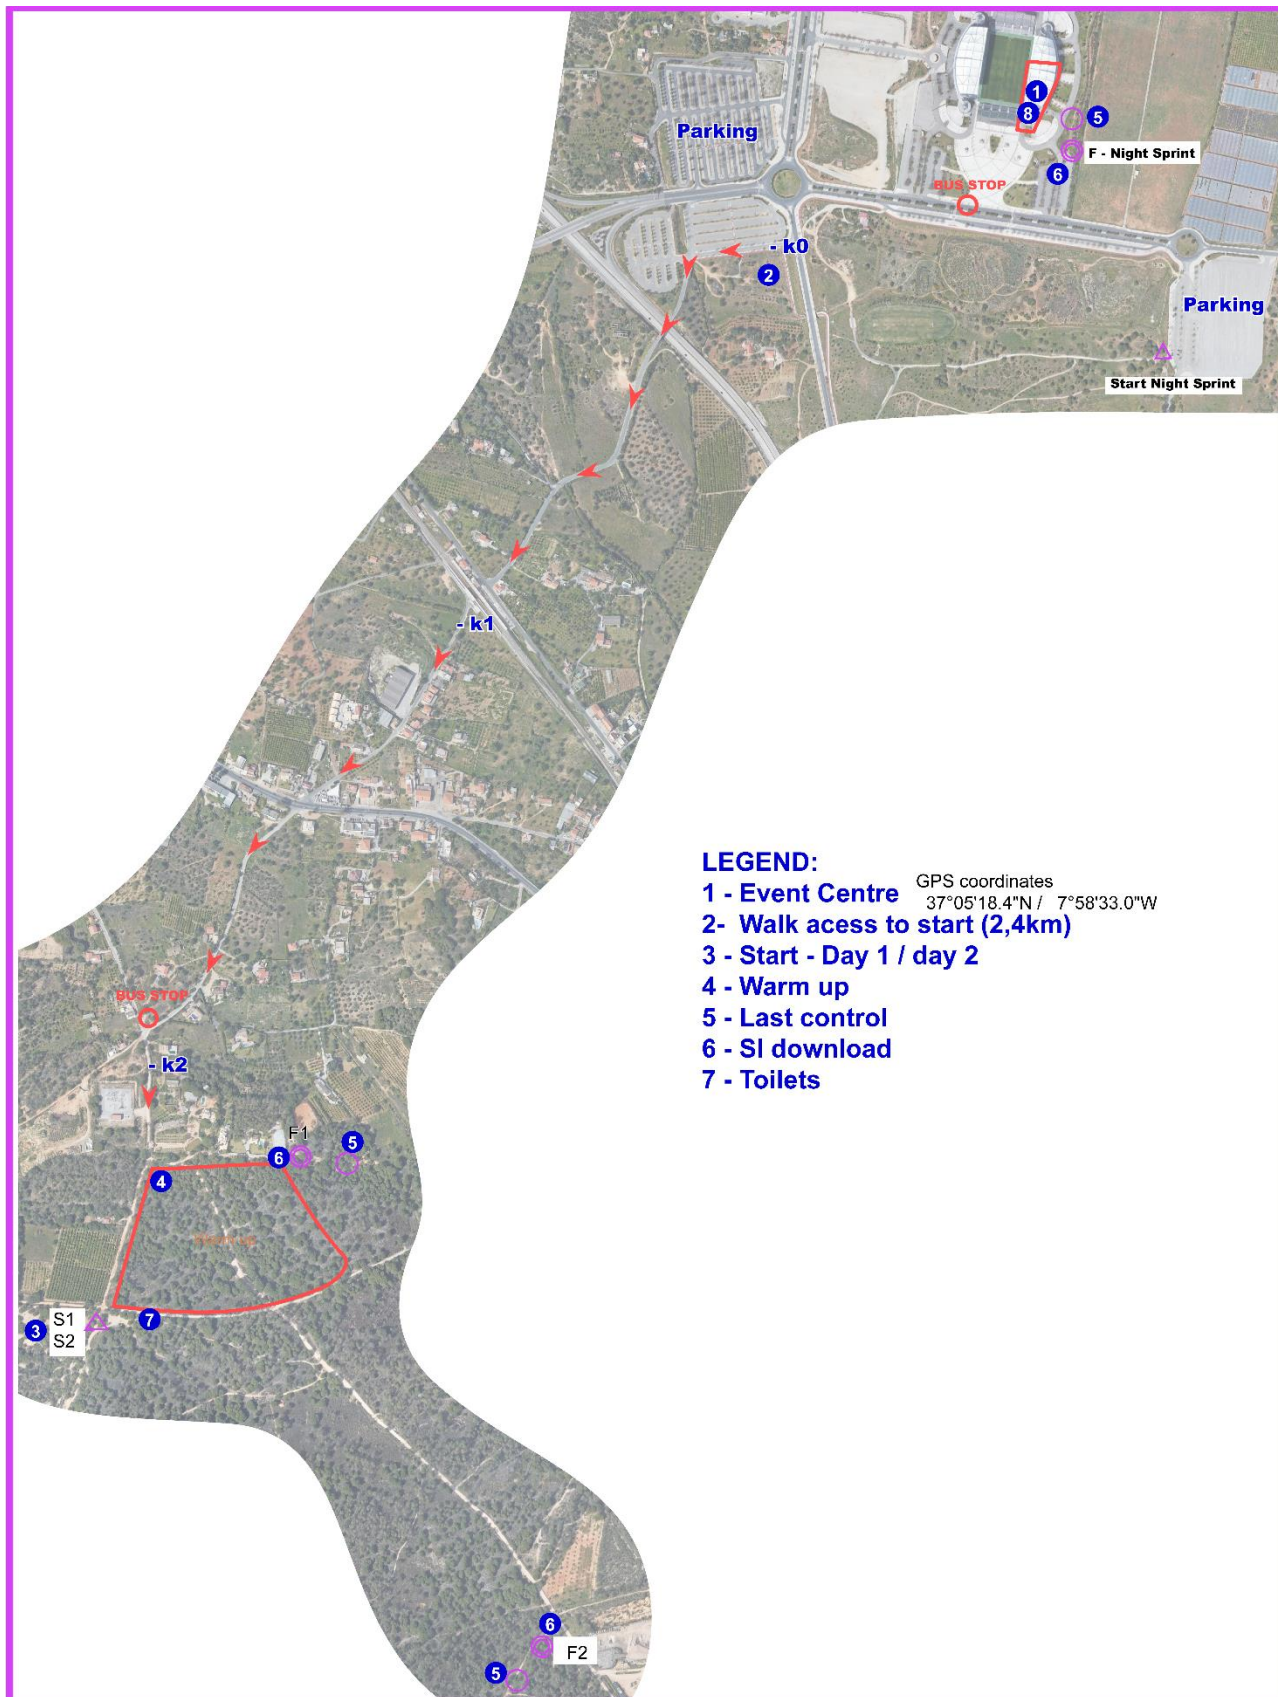 Parking
1
8
5
F - Night Sprint
6
BUS STOP
- k0
2
Parking
Start Night Sprint
- k1
LEGEND:
1 - Event Centre
GPS coordinates
37°05'18.4"N / 7°58'33.0"W
2- Walk acess to start (2,4km)
3 - Start - Day 1 / day 2
4 - Warm up
5 - Last control
6 - SI download
7 - Toilets
BUS STOP
- k2
F1
6
5
4
7
3
S1
S2
6
F2
5